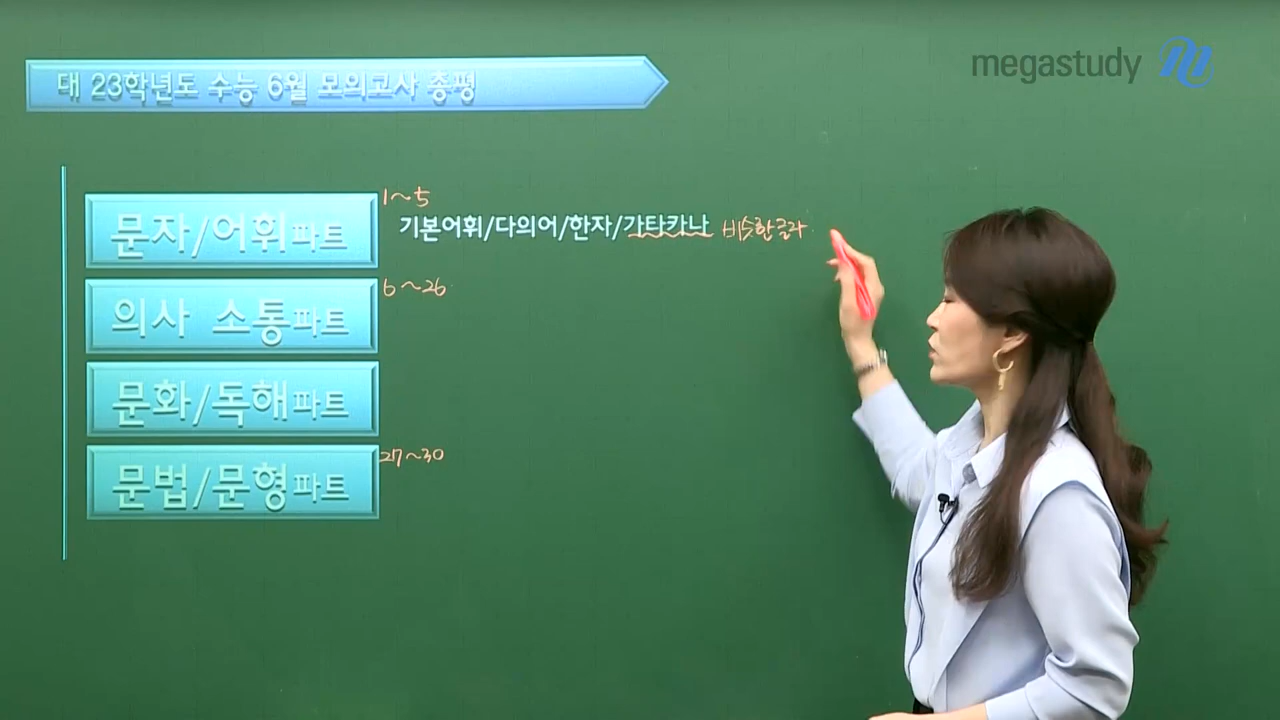 megastudy
대 23학년도 수능 6월 모의고사 총평
1~5
문자/어휘파트
기본어휘/다의어/한자/가타카나 비슷한글자
6~26
의사 소통파트
문화/독해파트
27~30
문법/문형파트